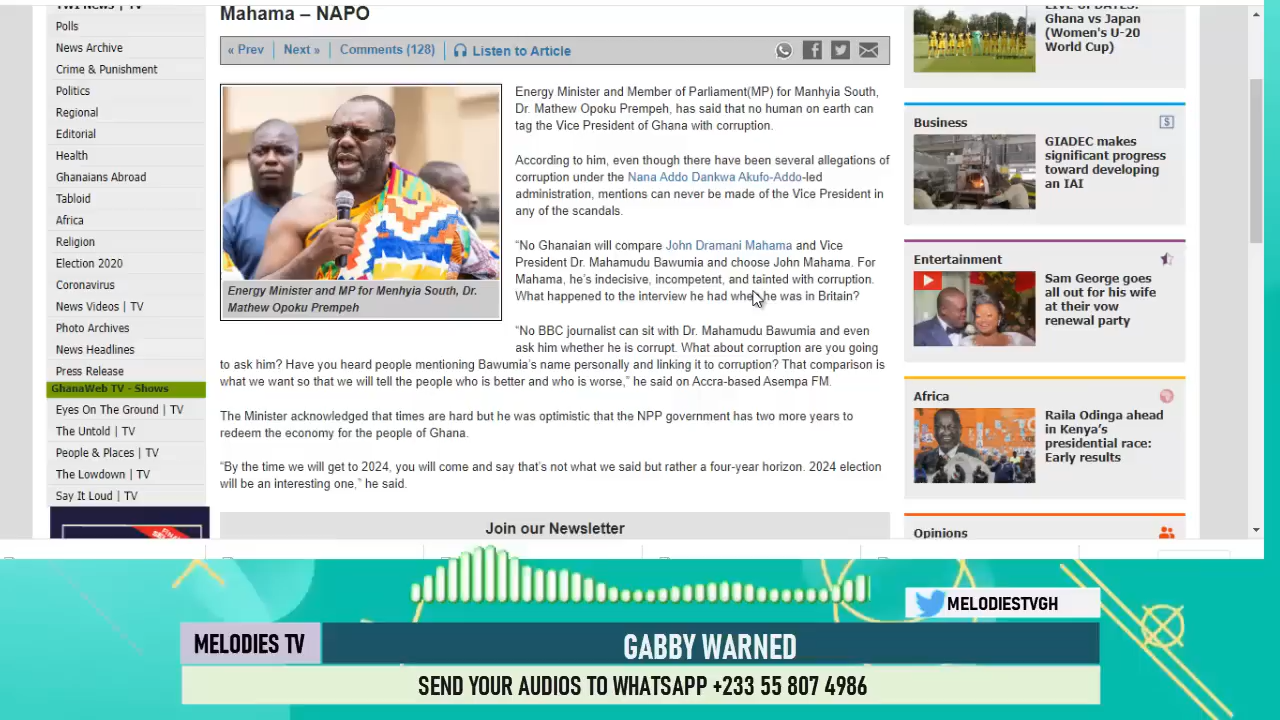 TWI News | TV
Polls
News Archive
Crime & Punishment
Politics
Regional
Editorial
Health
Ghanaians Abroad
Tabloid
Africa
Religion
Election 2020
Coronavirus
News Videos | TV
Photo Archives
News Headlines
Press Release
GhanaWeb TV - Shows
Eyes On The Ground | TV
The Untold | TV
People & Places | TV
The Lowdown | TV
Say It Loud | TV
Mahama – NAPO
« Prev
Next »
Comments (128)
Listen to Article
Energy Minister and MP for Menhyia South, Dr.
Mathew Opoku Prempeh
Energy Minister and Member of Parliament(MP) for Manhyia South,
Dr. Mathew Opoku Prempeh, has said that no human on earth can
tag the Vice President of Ghana with corruption.
According to him, even though there have been several allegations of
corruption under the Nana Addo Dankwa Akufo-Addo-led
administration, mentions can never be made of the Vice President in
any of the scandals.
“No Ghanaian will compare John Dramani Mahama and Vice
President Dr. Mahamudu Bawumia and choose John Mahama. For
Mahama, he’s indecisive, incompetent, and tainted with corruption.
What happened to the interview he had when he was in Britain?
“No BBC journalist can sit with Dr. Mahamudu Bawumia and even
ask him whether he is corrupt. What about corruption are you going
to ask him? Have you heard people mentioning Bawumia’s name personally and linking it to corruption? That comparison is
what we want so that we will tell the people who is better and who is worse,” he said on Accra-based Asempa FM.
The Minister acknowledged that times are hard but he was optimistic that the NPP government has two more years to
redeem the economy for the people of Ghana.
“By the time we will get to 2024, you will come and say that’s not what we said but rather a four-year horizon. 2024 election
will be an interesting one,” he said.
Join our Newsletter
LIVE UPDATES:
Ghana vs Japan
(Women's U-20
World Cup)
Business
GIADEC makes
significant progress
toward developing
an IAI
Entertainment
Sam George goes
all out for his wife
at their vow
renewal party
Africa
Raila Odinga ahead
in Kenya’s
presidential race:
Early results
Opinions
MELODIESTVGH
MELODIES TV
GABBY WARNED
SEND YOUR AUDIOS TO WHATSAPP +233 55 807 4986